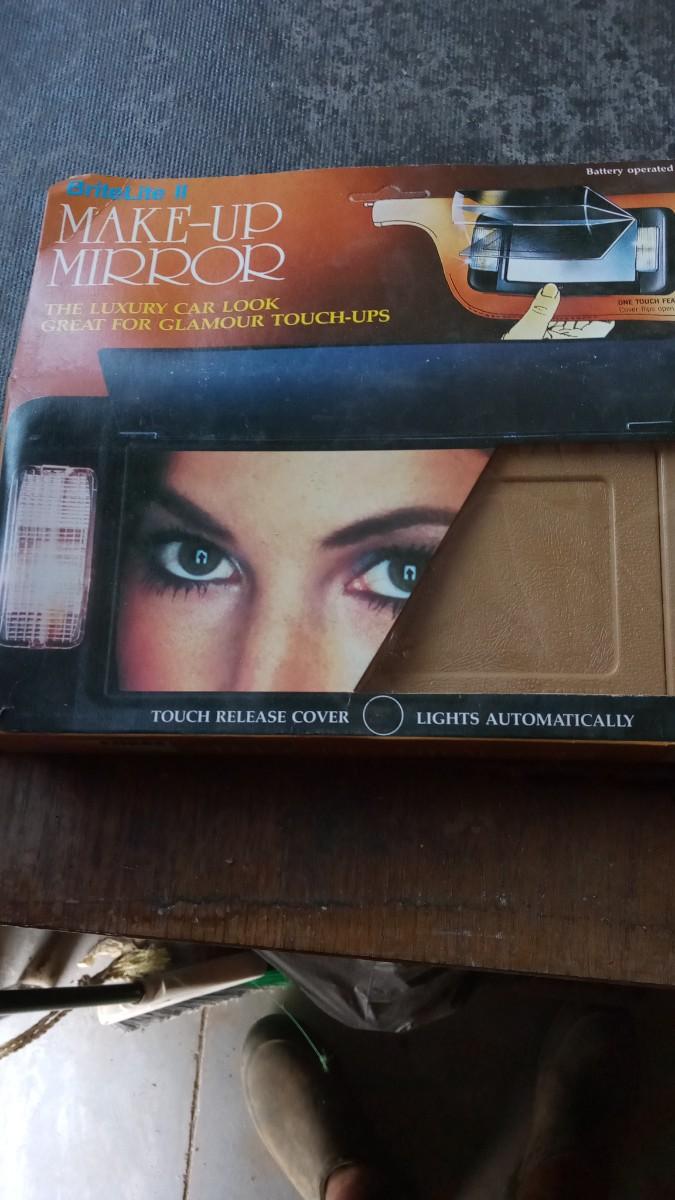 BriteLite II
MAKE-UP
MIRROR
THE LUXURY CAR LOOK
GREAT FOR GLAMOUR TOUCH-UPS
Battery operated
ONE TOUCH
Cover flips open
TOUCH RELEASE COVER LIGHTS AUTOMATICALLY